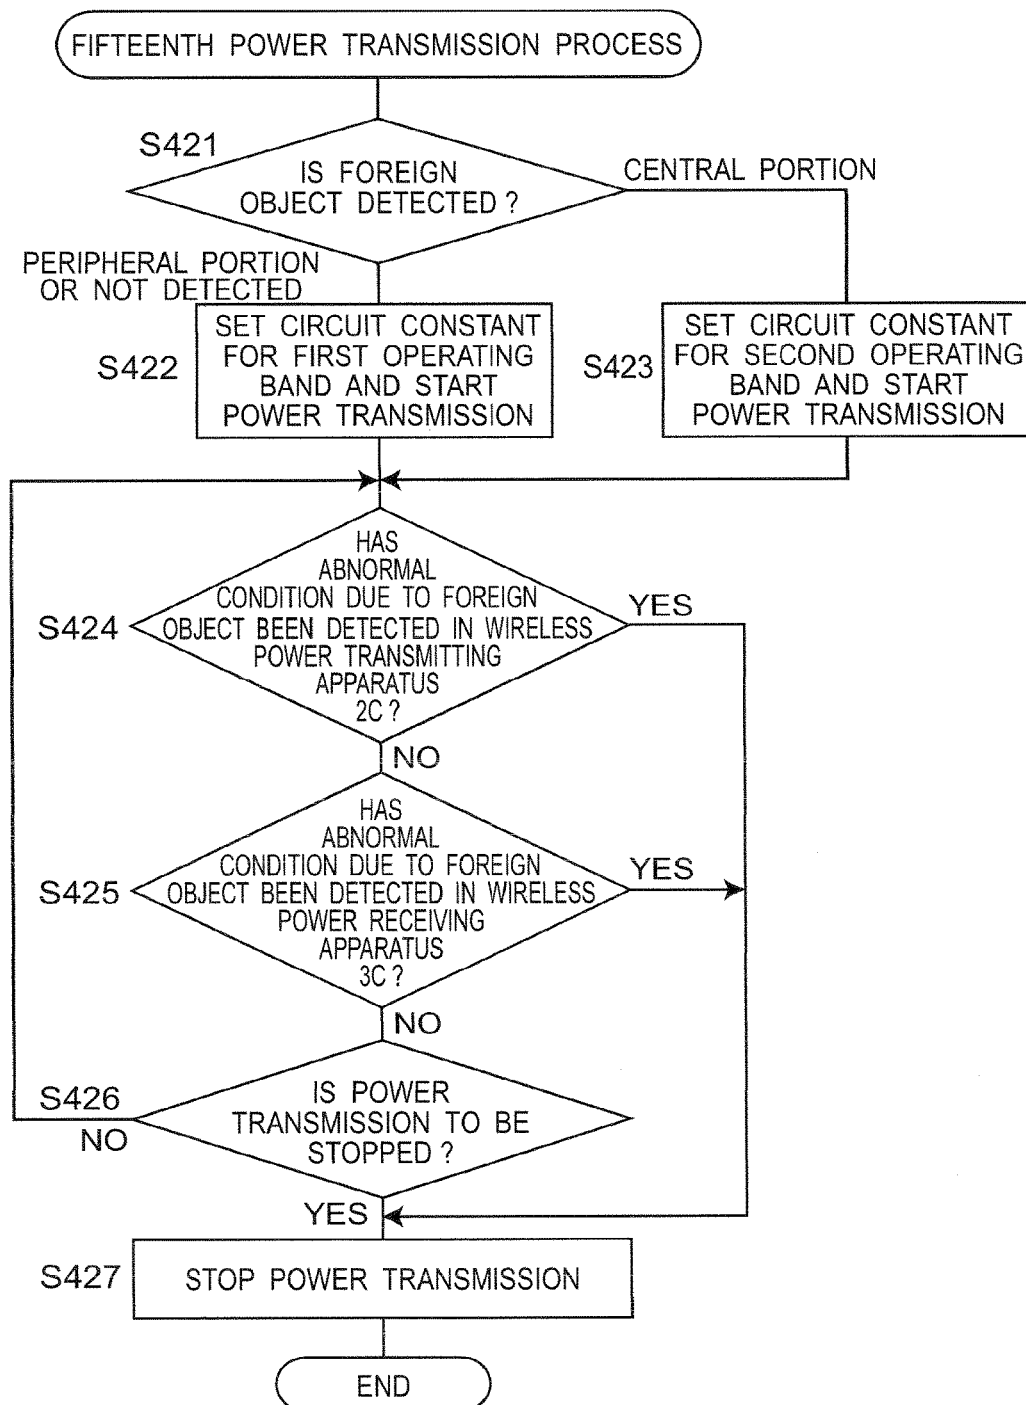 FIFTEENTH POWER TRANSMISSION PROCESS
S421
IS FOREIGN
OBJECT DETECTED ?
CENTRAL PORTION
PERIPHERAL PORTION
OR NOT DETECTED
S422
SET CIRCUIT CONSTANT
FOR FIRST OPERATING
BAND AND START
POWER TRANSMISSION
S423
SET CIRCUIT CONSTANT
FOR SECOND OPERATING
BAND AND START
POWER TRANSMISSION
S424
HAS
ABNORMAL
CONDITION DUE TO FOREIGN
OBJECT BEEN DETECTED IN WIRELESS
POWER TRANSMITTING
APPARATUS
2C ?
YES
NO
S425
HAS
ABNORMAL
CONDITION DUE TO FOREIGN
OBJECT BEEN DETECTED IN WIRELESS
POWER RECEIVING
APPARATUS
3C ?
YES
NO
S426
IS POWER
TRANSMISSION TO BE
STOPPED ?
NO
YES
S427
STOP POWER TRANSMISSION
END